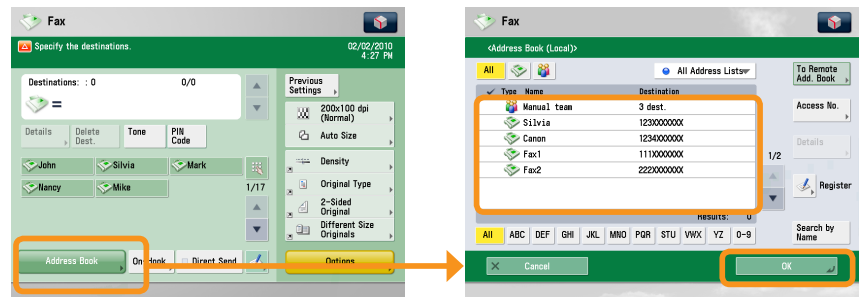 Fax
Specify the destinations.
02/02/2010
4:27 PM
Destinations: : 0
0/0
=
Details
Delete Dest.
Tone
PIN Code
John
Silvia
Mark
Nancy
Mike
1/17
Address Book
On-Hook
Direct Send
Previous Settings
200x100 dpi (Normal)
Auto Size
Density
Original Type
2-Sided Original
Different Size Originals
Options
Fax
<Address Book (Local)>
All
All Address Lists
To Remote Add. Book
Type Name Destination
Manual team 3 dest.
Silvia 123XXXXXXX
Canon 1234XXXXXX
Fax1 111XXXXXXX
Fax2 222XXXXXXX
1/2
Access No.
Details
Register
Search by Name
Results: 0
All ABC DEF GHI JKL MNO PQR STU VWX YZ 0-9
Cancel
OK